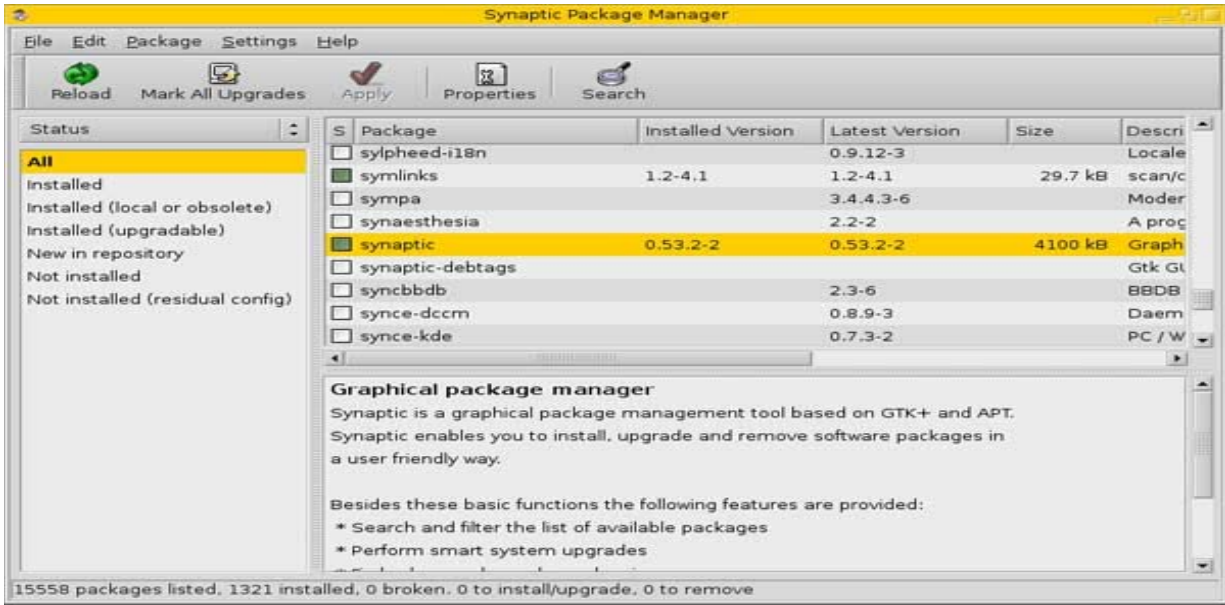 Synaptic Package Manager
File Edit Package Settings Help
Reload Mark All Upgrades Apply Properties Search
Status
All
Installed
Installed (local or obsolete)
Installed (upgradable)
New in repository
Not installed
Not installed (residual config)
S Package Installed Version Latest Version Size Descri
sylpheed-i18n 0.9.12-3 Locale
symlinks 1.2-4.1 1.2-4.1 29.7 kB scan/c
sympa 3.4.4.3-6 Moder
synaesthesia 2.2-2 A prog
synaptic 0.53.2-2 0.53.2-2 4100 kB Graph
synaptic-debtags Gtk GU
syncbbdb 2.3-6 BBDB
synce-dccm 0.8.9-3 Daem
synce-kde 0.7.3-2 PC / W
Graphical package manager
Synaptic is a graphical package management tool based on GTK+ and APT.
Synaptic enables you to install, upgrade and remove software packages in
a user friendly way.
Besides these basic functions the following features are provided:
* Search and filter the list of available packages
* Perform smart system upgrades
15558 packages listed, 1321 installed, 0 broken. 0 to install/upgrade, 0 to remove